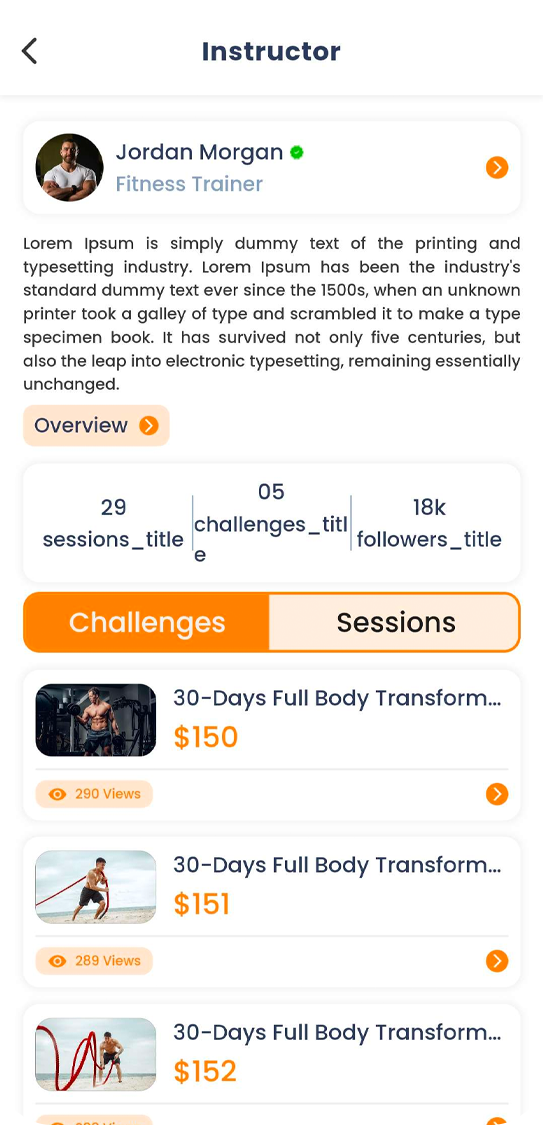 Instructor
Jordan Morgan
Fitness Trainer
Lorem Ipsum is simply dummy text of the printing and
typesetting industry. Lorem Ipsum has been the industry's
standard dummy text ever since the 1500s, when an unknown
printer took a galley of type and scrambled it to make a type
specimen book. It has survived not only five centuries, but
also the leap into electronic typesetting, remaining essentially
unchanged.
Overview
29
sessions_title
05
challenges_titl
e
18k
followers_title
Challenges
Sessions
30-Days Full Body Transform...
$150
290 Views
30-Days Full Body Transform...
$151
289 Views
30-Days Full Body Transform...
$152